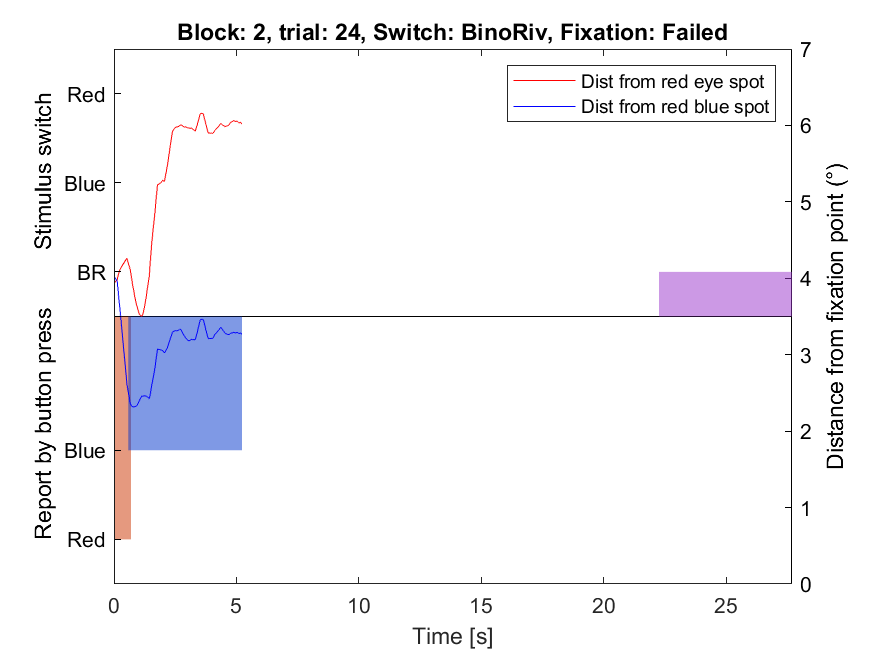 Block: 2, trial: 24, Switch: BinoRiv, Fixation: Failed
Dist from red eye spot
Dist from red blue spot
Stimulus switch
Red
Blue
BR
Report by button press
Blue
Red
7
6
5
4
3
2
1
0
Distance from fixation point (°)
0 5 10 15 20 25
Time [s]